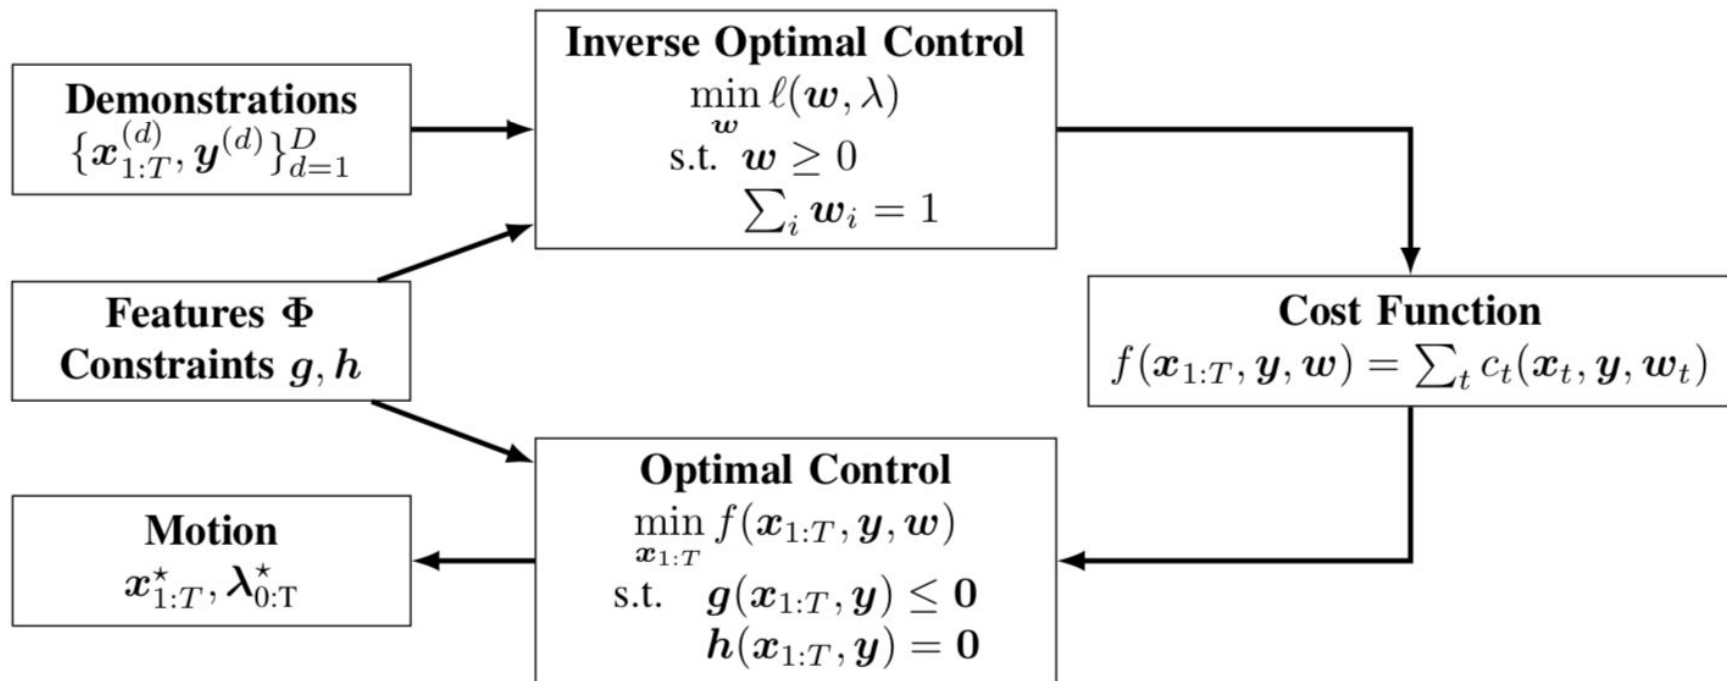 Demonstrations
{x_{1:T}^{(d)}, y^{(d)}}_{d=1}^{D}
Inverse Optimal Control
min_w ℓ(w, λ)
s.t. w ≥ 0
∑_i w_i = 1
Features Φ
Constraints g, h
Cost Function
f(x_{1:T}, y, w) = ∑_t c_t(x_t, y, w_t)
Optimal Control
min_{x_{1:T}} f(x_{1:T}, y, w)
s.t. g(x_{1:T}, y) ≤ 0
h(x_{1:T}, y) = 0
Motion
x^⋆_{1:T}, λ^⋆_{0:T}